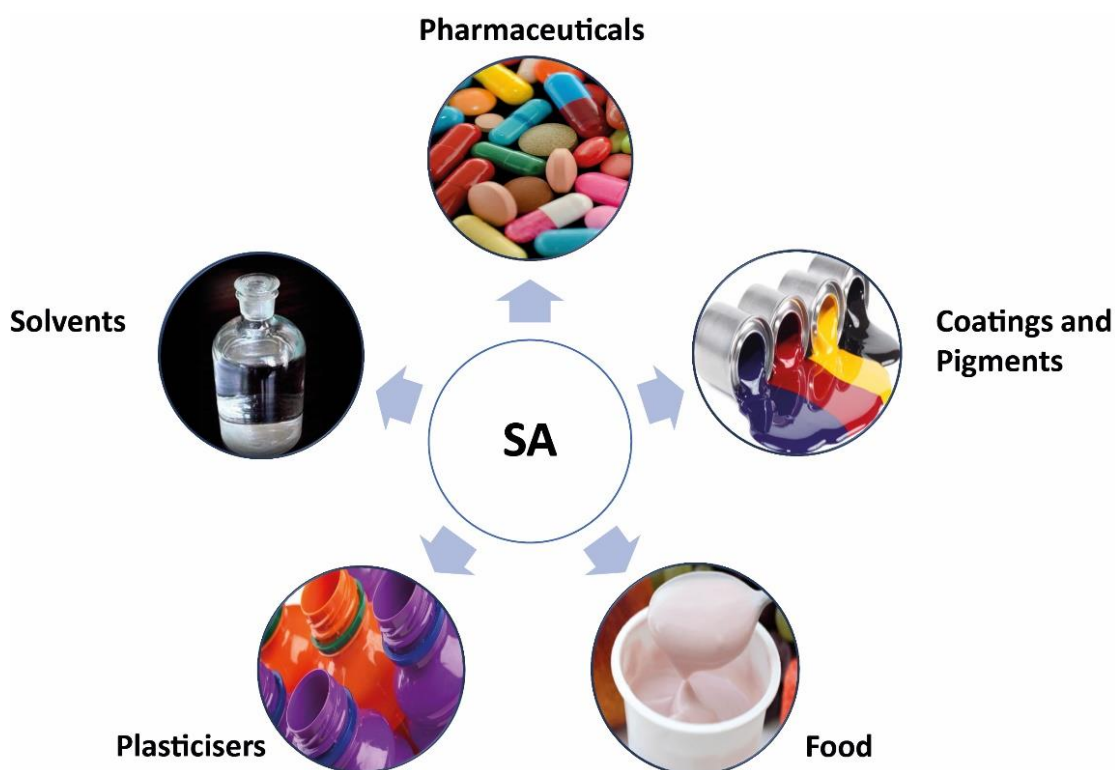 Pharmaceuticals
Solvents
Coatings and
Pigments
SA
Plasticisers
Food